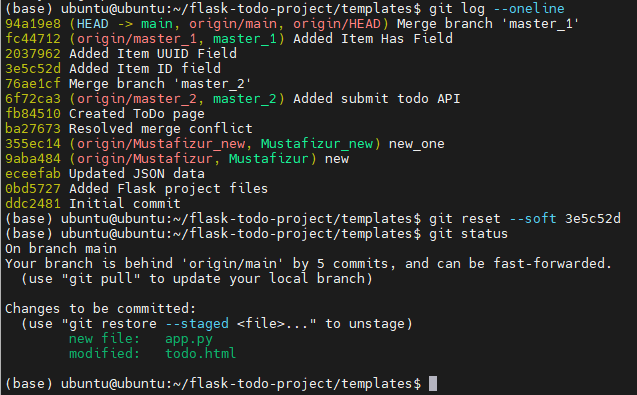 (base) ubuntu@ubuntu:~/flask-todo-project/templates$ git log --oneline
94a19e8 (HEAD -> main, origin/main, origin/HEAD) Merge branch 'master_1'
fc44712 (origin/master_1, master_1) Added Item Has Field
2037962 Added Item UUID Field
3e5c52d Added Item ID field
76ae1cf Merge branch 'master_2'
6f72ca3 (origin/master_2, master_2) Added submit todo API
fb84510 Created ToDo page
ba27673 Resolved merge conflict
355ec14 (origin/Mustafizur_new, Mustafizur_new) new_one
9aba484 (origin/Mustafizur, Mustafizur) new
eceefab Updated JSON data
0bd5727 Added Flask project files
ddc2481 Initial commit
(base) ubuntu@ubuntu:~/flask-todo-project/templates$ git reset --soft 3e5c52d
(base) ubuntu@ubuntu:~/flask-todo-project/templates$ git status
On branch main
Your branch is behind 'origin/main' by 5 commits, and can be fast-forwarded.
  (use "git pull" to update your local branch)

Changes to be committed:
  (use "git restore --staged <file>..." to unstage)
        new file:   app.py
        modified:   todo.html

(base) ubuntu@ubuntu:~/flask-todo-project/templates$